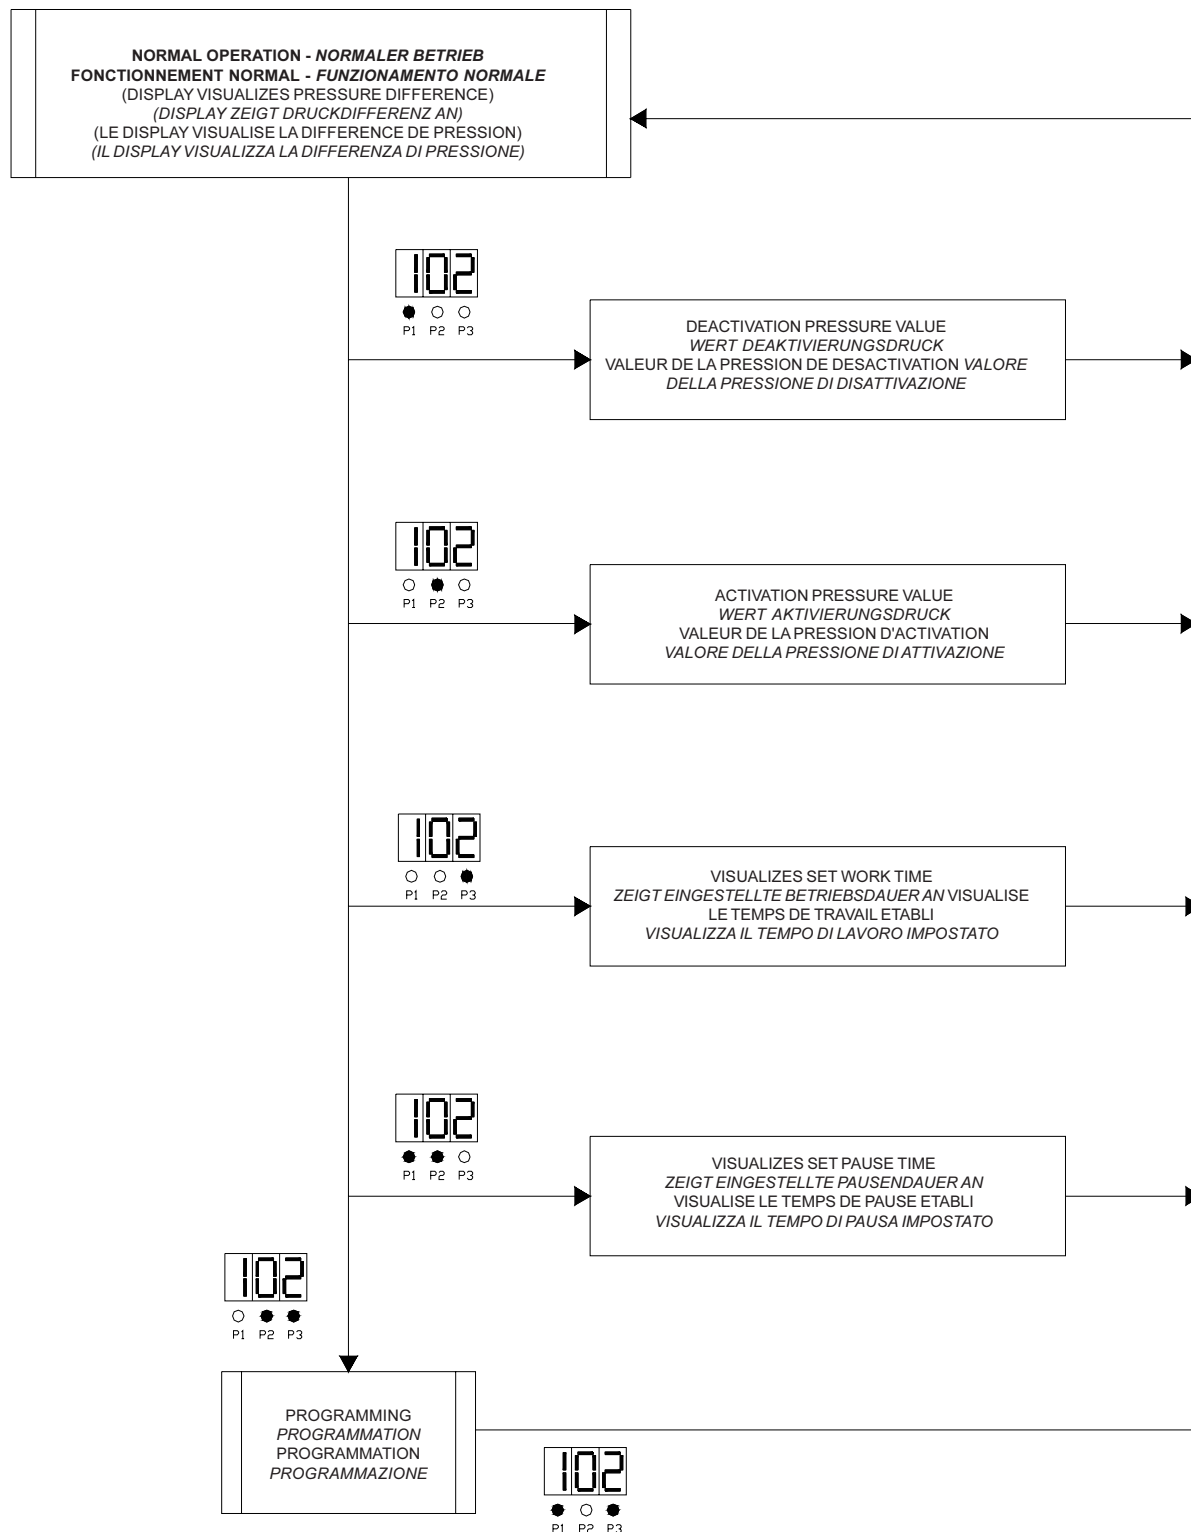 NORMAL OPERATION - NORMALER BETRIEB
FONCTIONNEMENT NORMAL - FUNZIONAMENTO NORMALE
(DISPLAY VISUALIZES PRESSURE DIFFERENCE)
(DISPLAY ZEIGT DRUCKDIFFERENZ AN)
(LE DISPLAY VISUALISE LA DIFFERENCE DE PRESSION)
(IL DISPLAY VISUALIZZA LA DIFFERENZA DI PRESSIONE)
102
P1 P2 P3
DEACTIVATION PRESSURE VALUE
WERT DEAKTIVIERUNGSDRUCK
VALEUR DE LA PRESSION DE DESACTIVATION VALORE
DELLA PRESSIONE DI DISATTIVAZIONE
102
P1 P2 P3
ACTIVATION PRESSURE VALUE
WERT AKTIVIERUNGSDRUCK
VALEUR DE LA PRESSION D'ACTIVATION
VALORE DELLA PRESSIONE DI ATTIVAZIONE
102
P1 P2 P3
VISUALIZES SET WORK TIME
ZEIGT EINGESTELLTE BETRIEBSDAUER AN VISUALISE
LE TEMPS DE TRAVAIL ETABLI
VISUALIZZA IL TEMPO DI LAVORO IMPOSTATO
102
P1 P2 P3
VISUALIZES SET PAUSE TIME
ZEIGT EINGESTELLTE PAUSENDAUER AN
VISUALISE LE TEMPS DE PAUSE ETABLI
VISUALIZZA IL TEMPO DI PAUSA IMPOSTATO
102
P1 P2 P3
PROGRAMMING
PROGRAMMATION
PROGRAMMATION
PROGRAMMAZIONE
102
P1 P2 P3